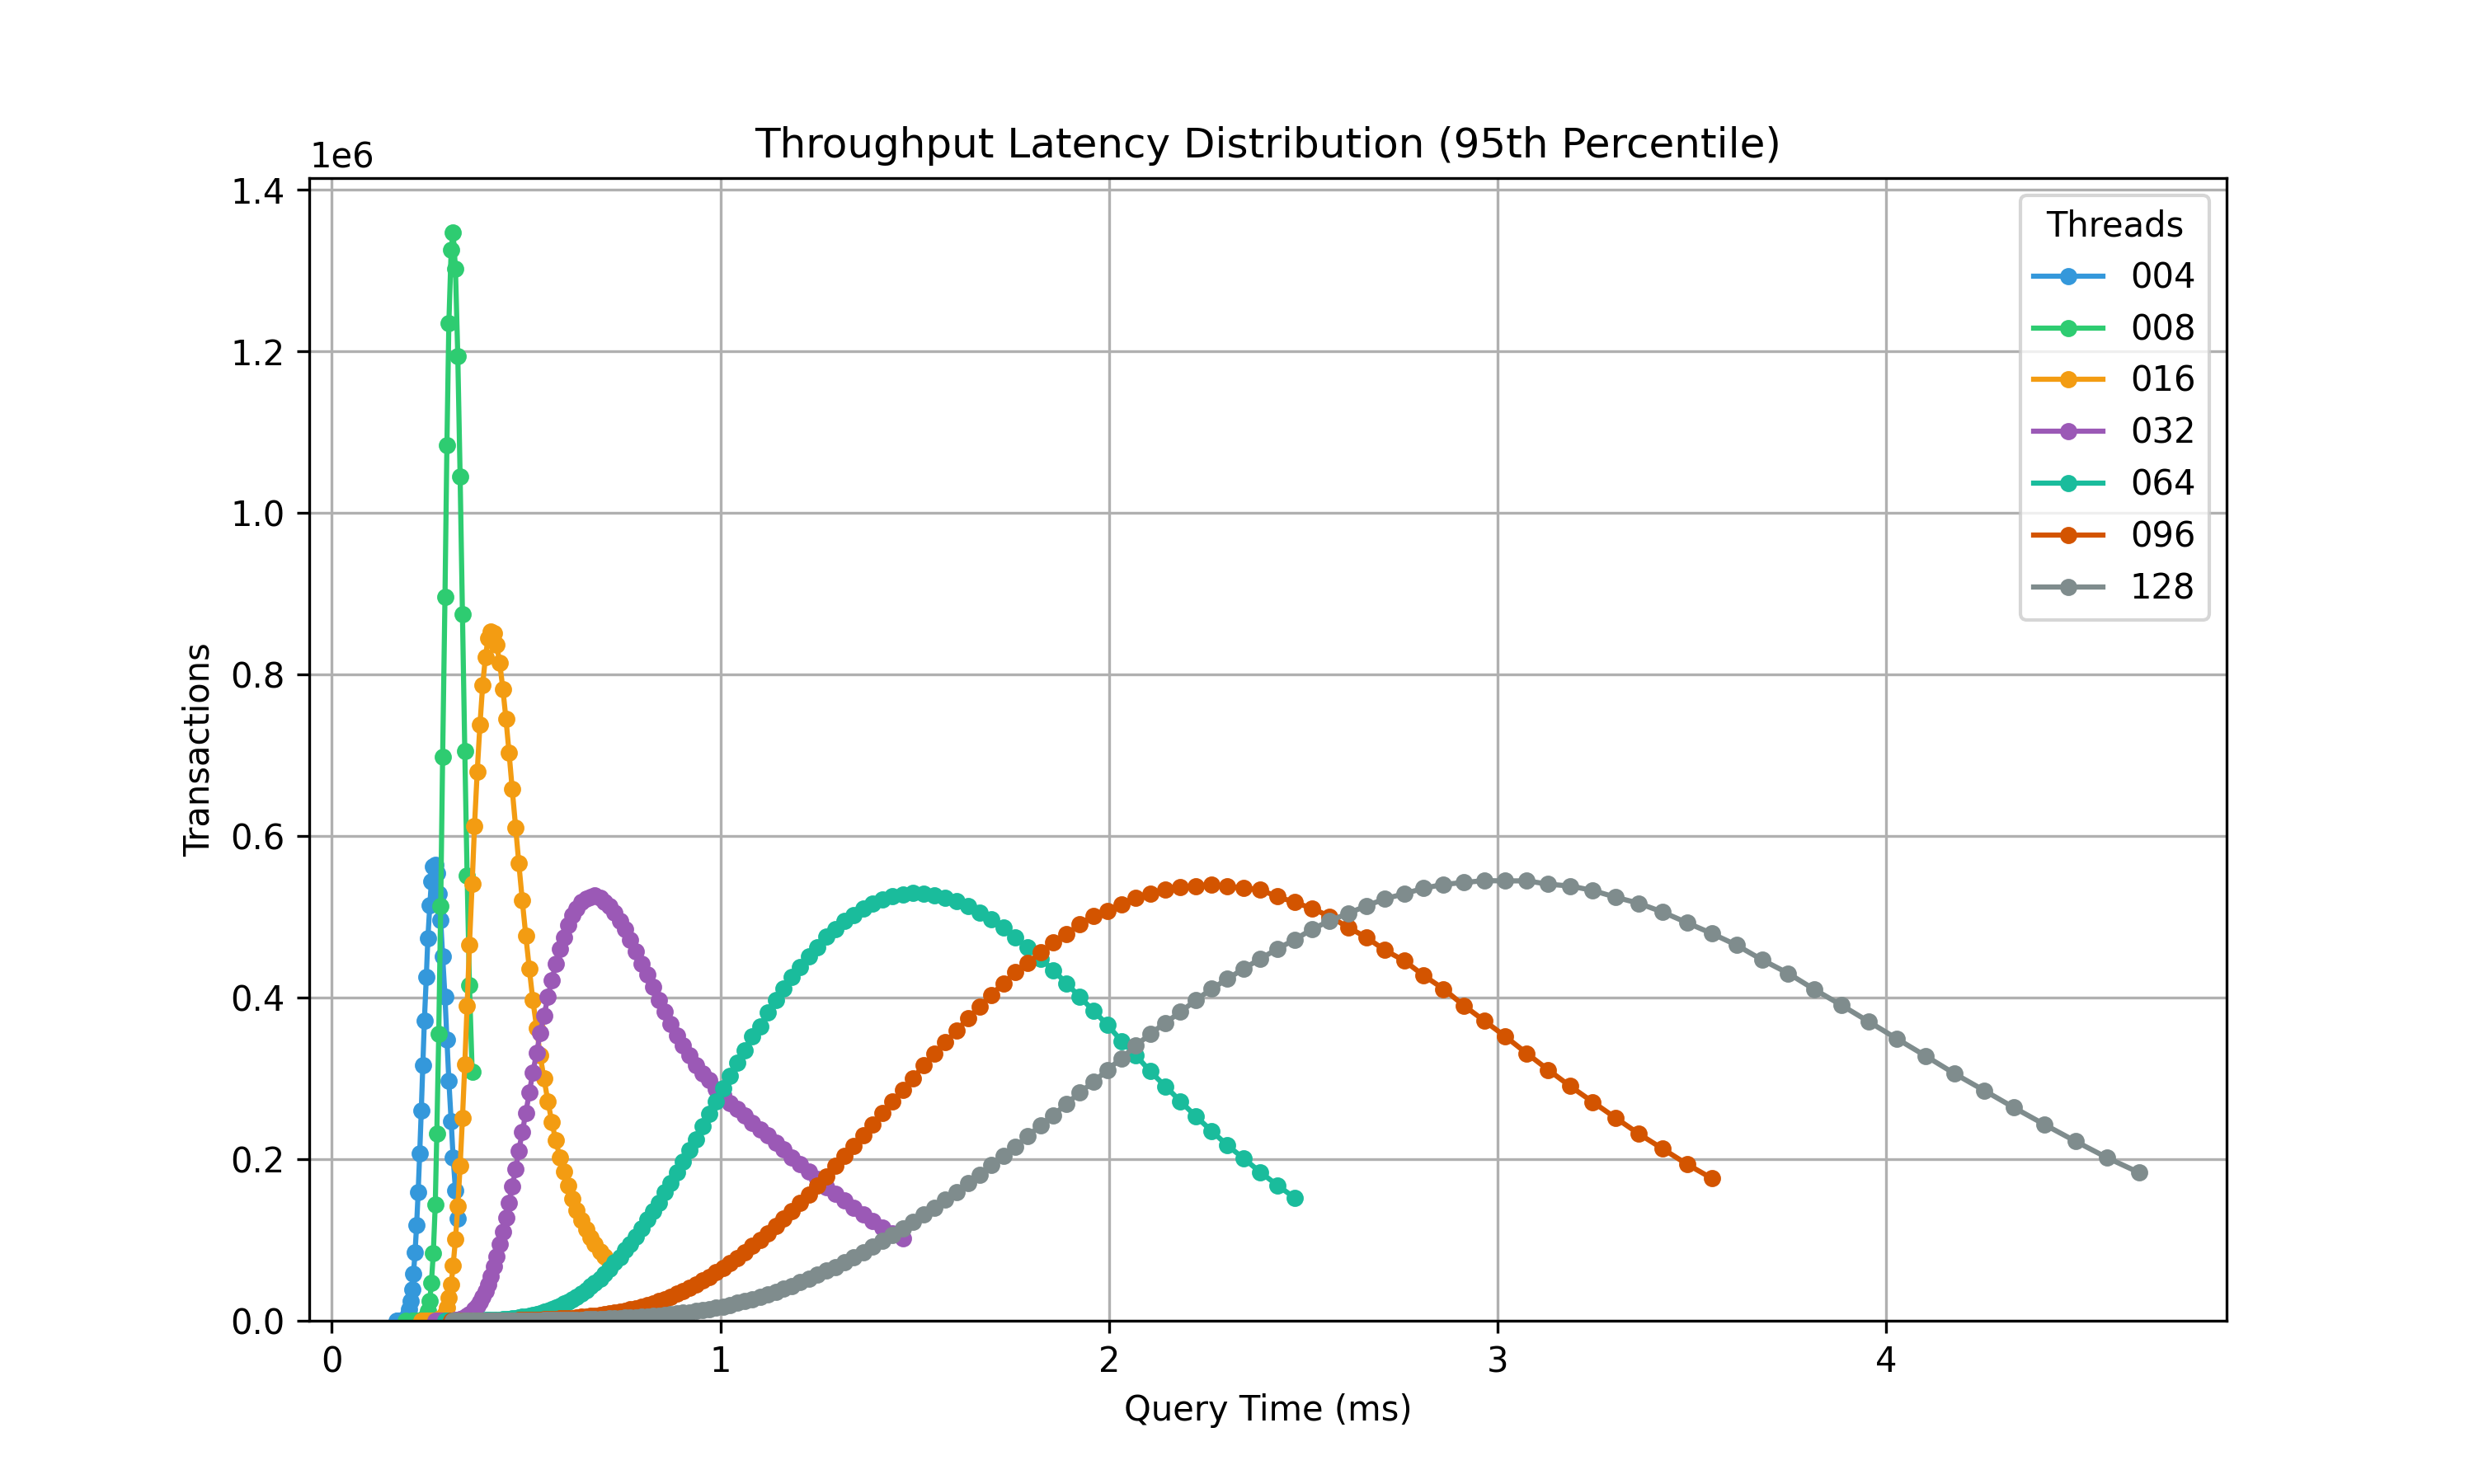 Throughput Latency Distribution (95th Percentile)
1e6
1.4
1.2
1.0
0.8
0.6
0.4
0.2
0.0
Transactions
0 1 2 3 4
Query Time (ms)
Threads
004
008
016
032
064
096
128